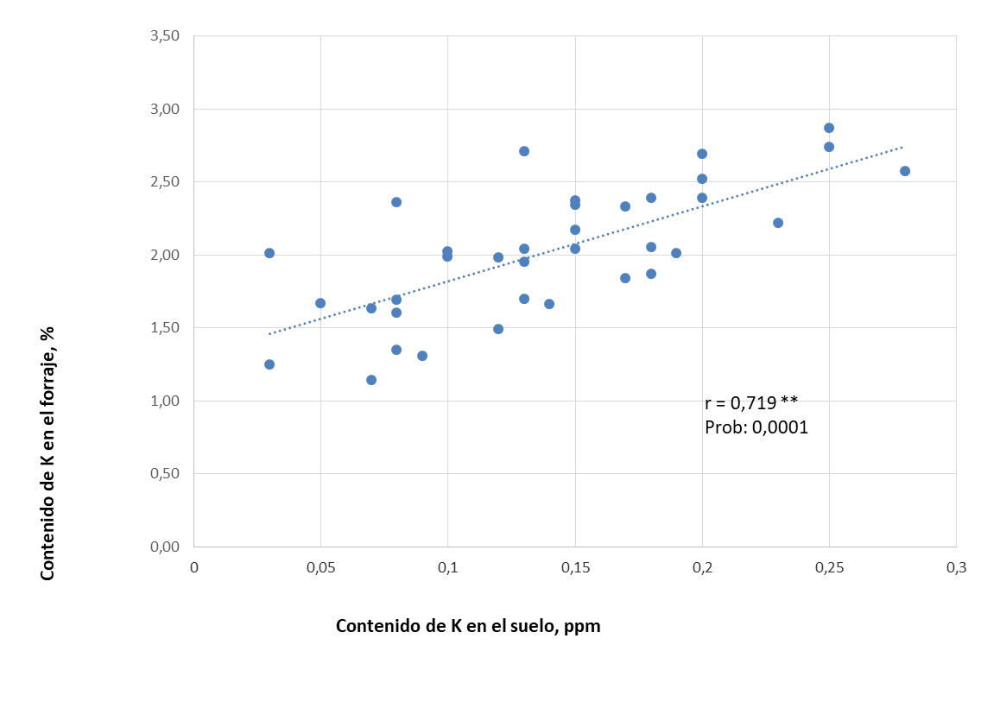 3,50
3,00
2,50
2,00
1,50
1,00
0,50
0,00
0 0,05 0,1 0,15 0,2 0,25 0,3
Contenido de K en el forraje, %
r = 0,719 **
Prob: 0,0001
Contenido de K en el suelo, ppm